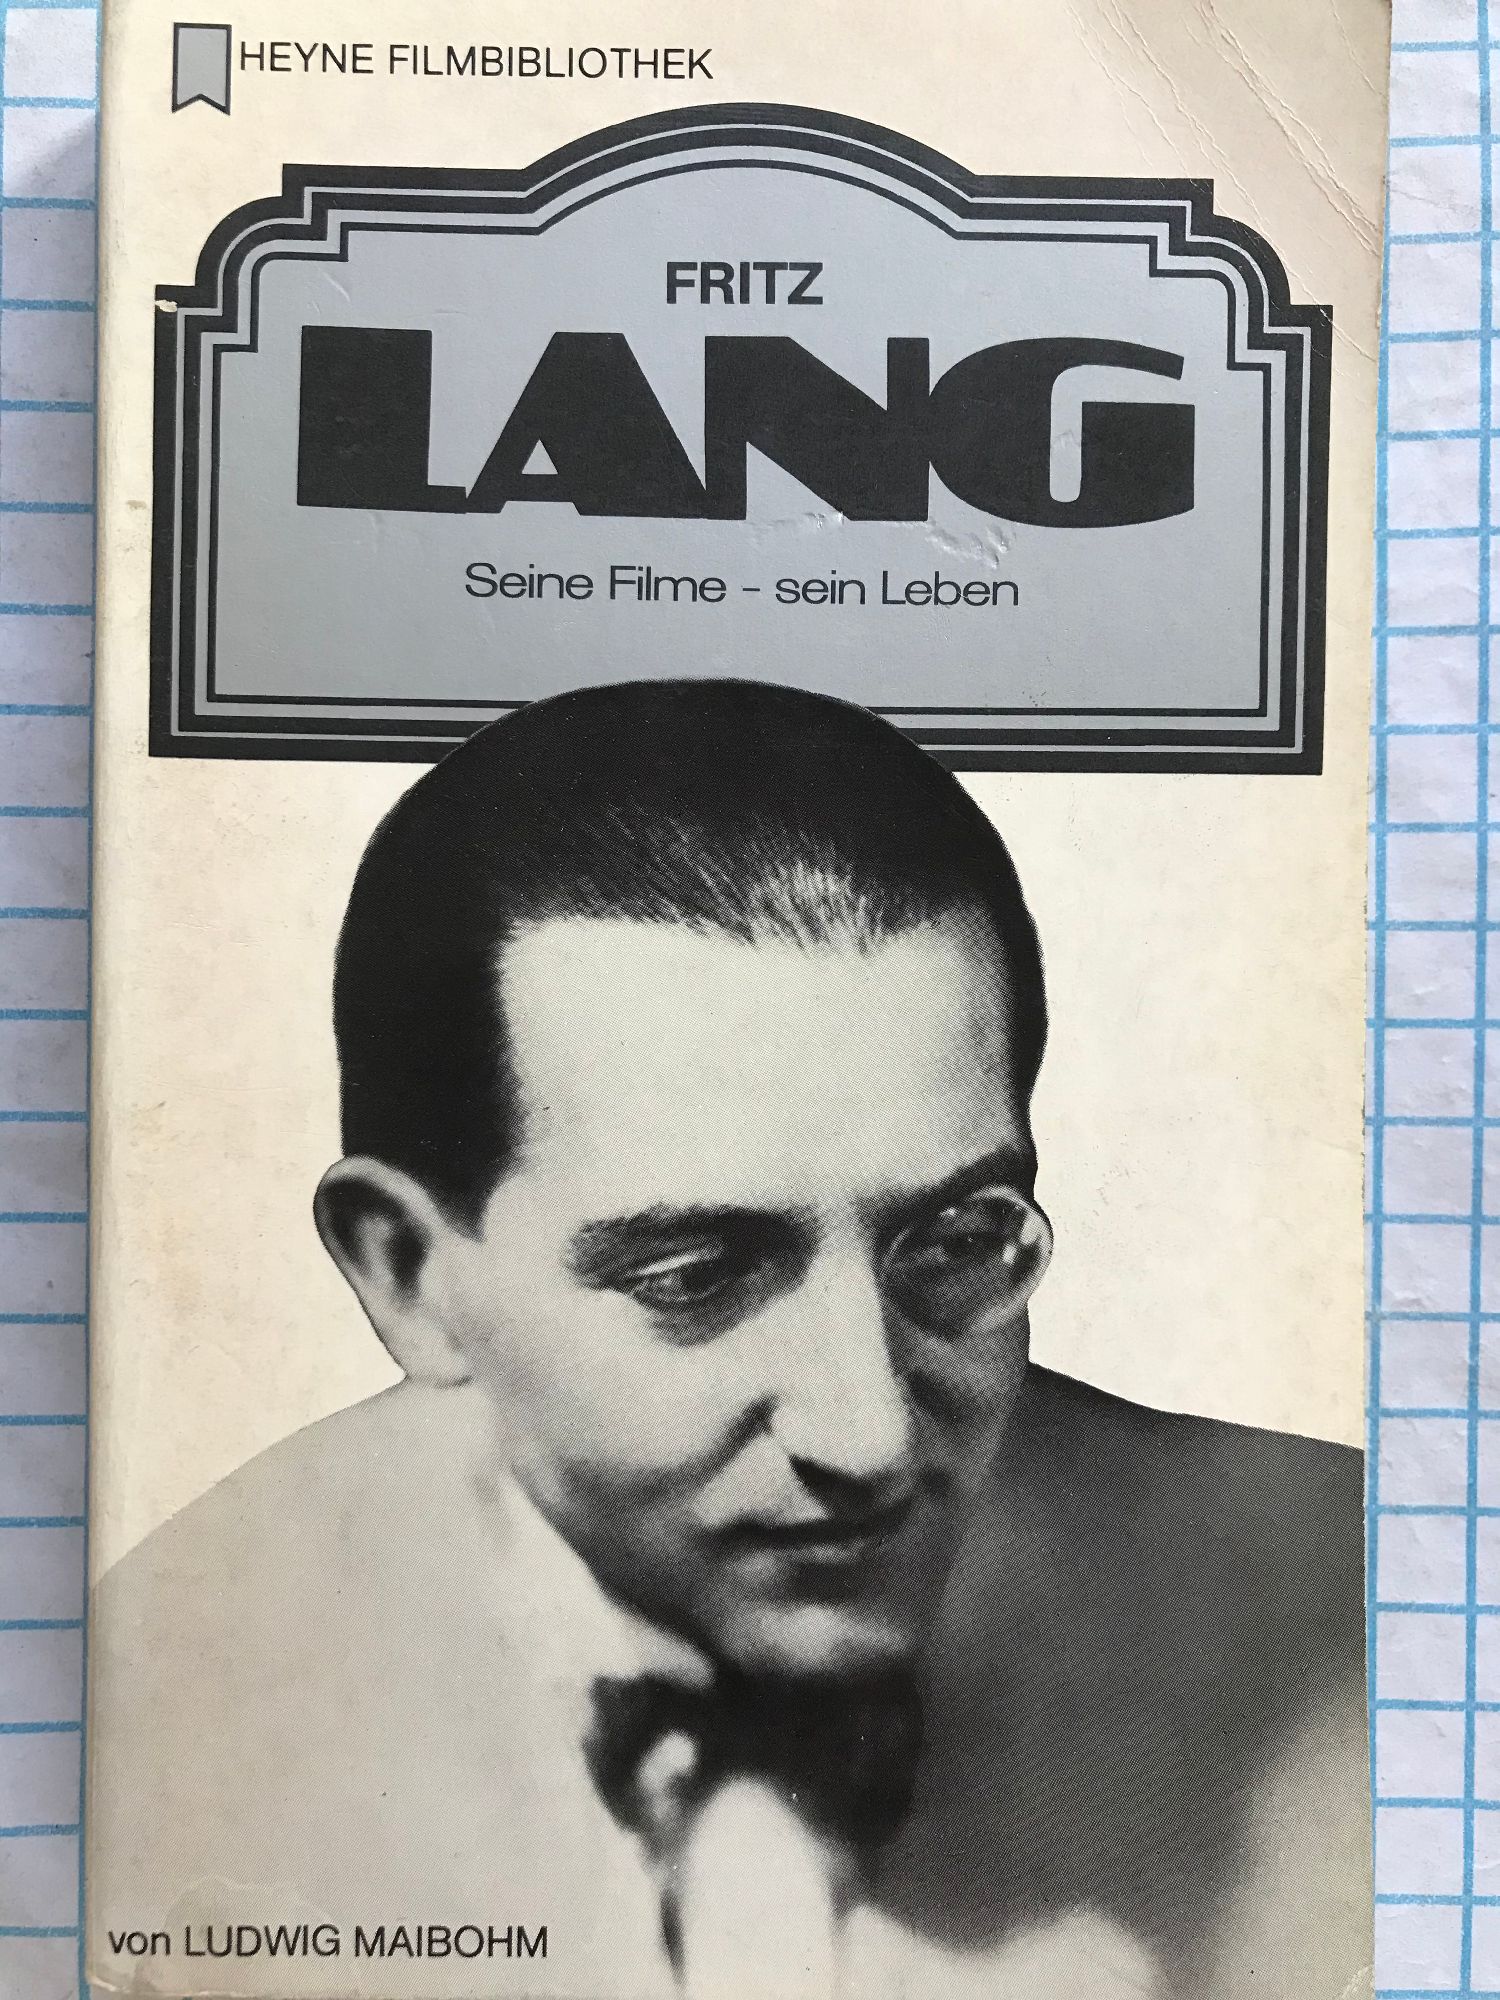 HEYNE FILMBIBLIOTHEK
FRITZ
LANG
Seine Filme - sein Leben
von LUDWIG MAIBOHM